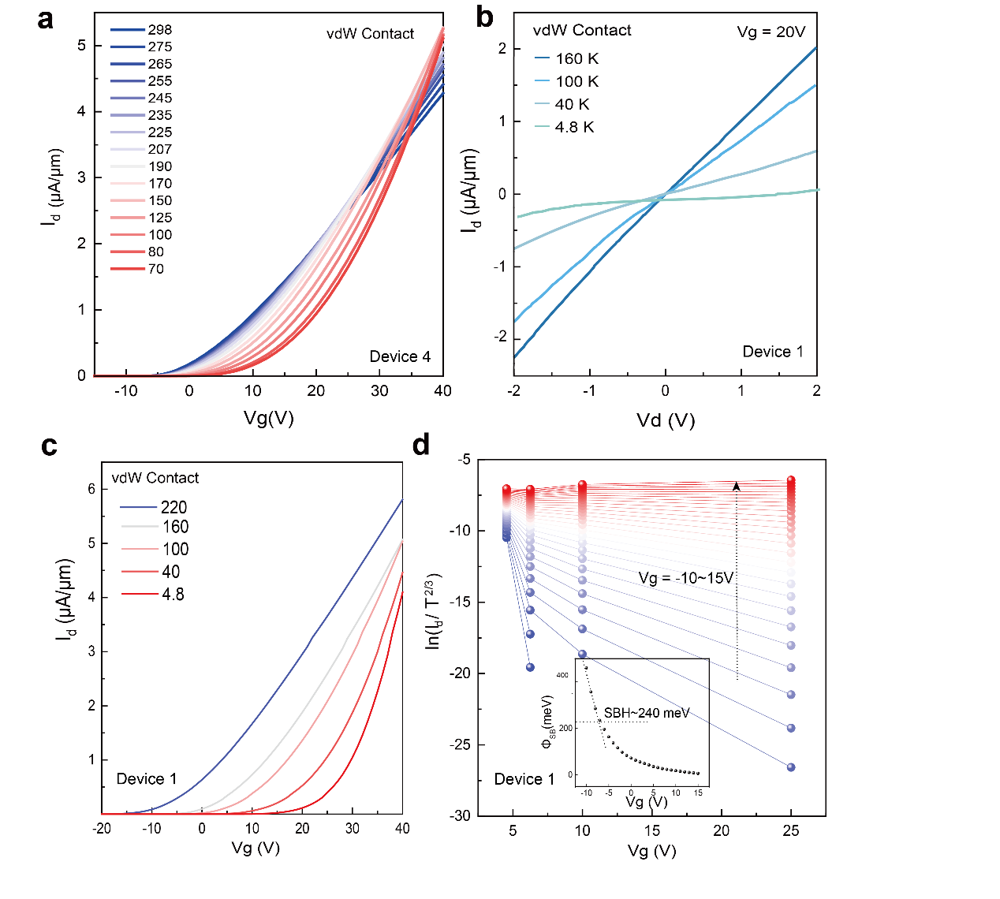 a
vdW Contact
298
275
265
255
245
235
225
207
190
170
150
125
100
80
70
5
4
3
2
1
0
-10
0
10
20
30
40
Id (μA/μm)
Vg(V)
Device 4
b
vdW Contact
Vg = 20V
160 K
100 K
40 K
4.8 K
2
1
0
-1
-2
-2
-1
0
1
2
Id (μA/μm)
Vd (V)
Device 1
c
vdW Contact
220
160
100
40
4.8
6
5
4
3
2
1
-20
-10
0
10
20
30
40
Id (μA/μm)
Vg (V)
Device 1
d
-5
-10
-15
-20
-25
-30
5
10
15
20
25
ln(Id/ T2/3)
Vg (V)
Vg = -10~15V
Device 1
400
200
0
-10
-5
0
5
10
15
ΦSB(meV)
Vg (V)
SBH~240 meV